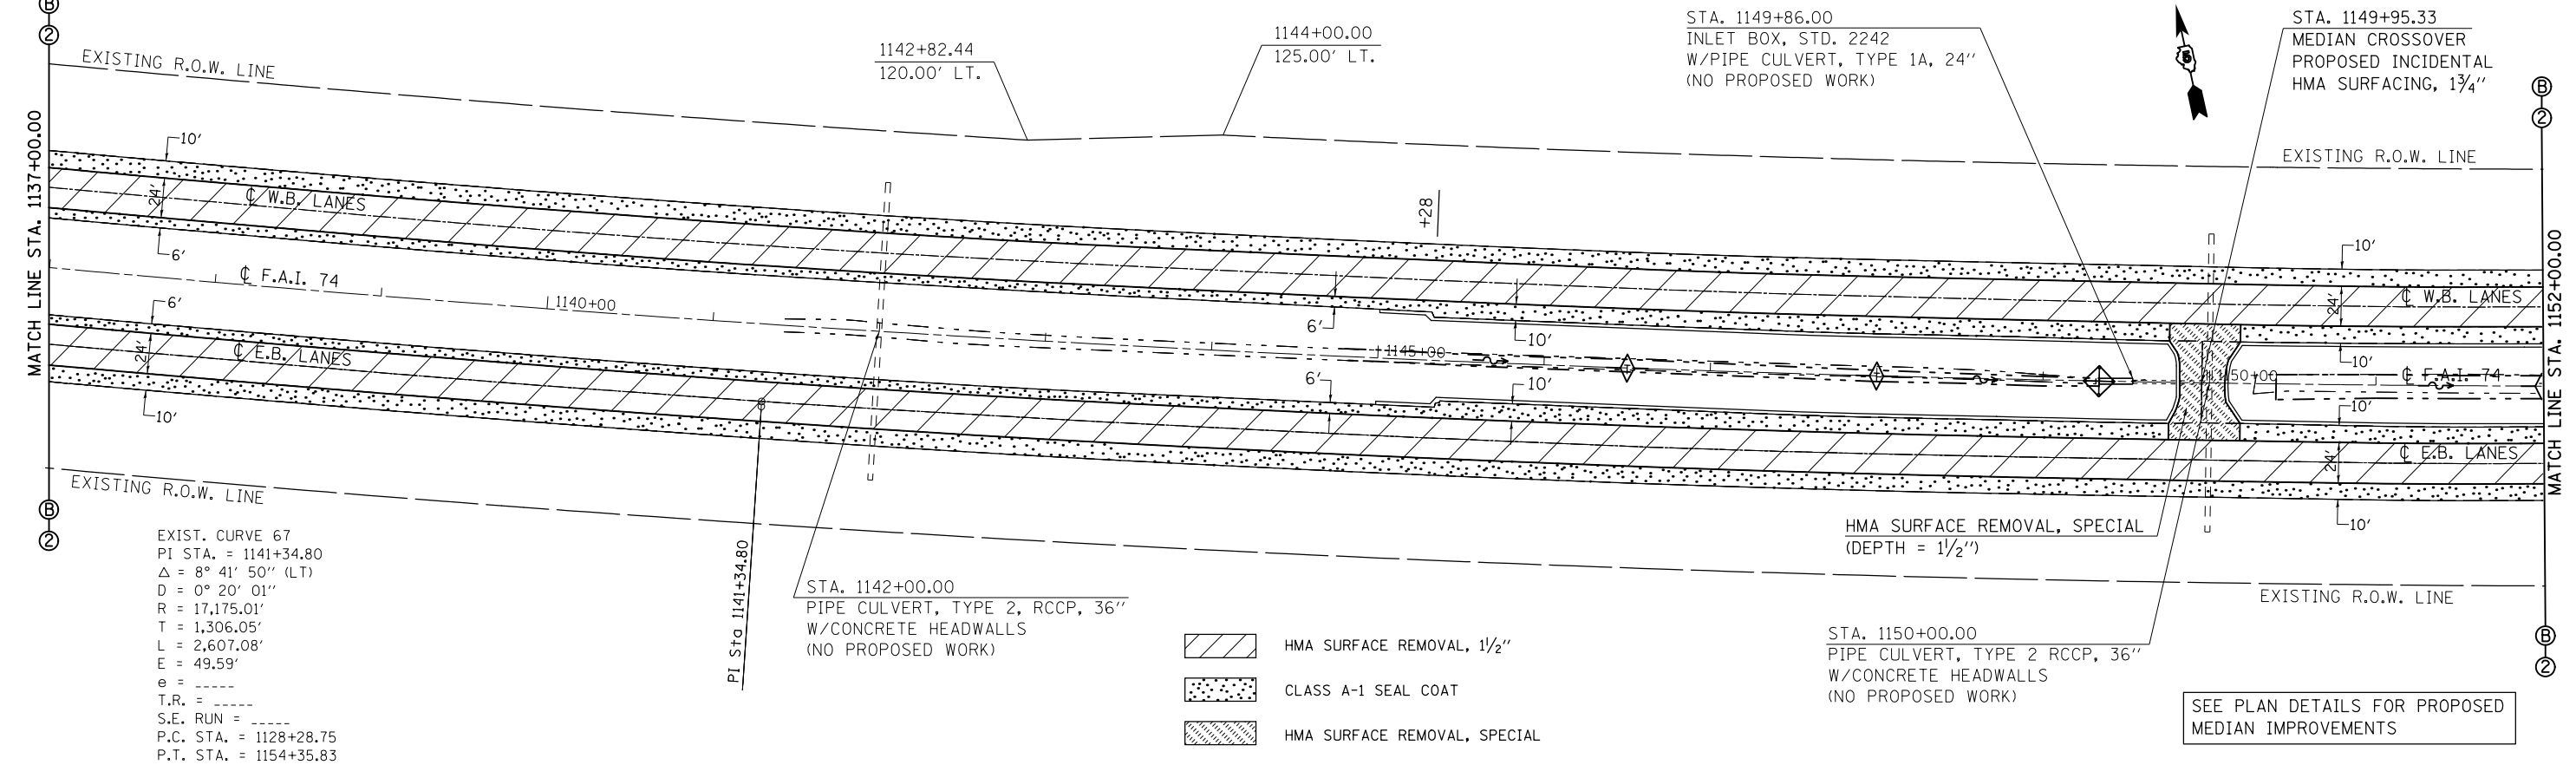 B
2
EXISTING R.O.W. LINE
MATCH LINE STA. 1137+00.00
10'
24'
℄ W.B. LANES
6'
℄ F.A.I. 74
1140+00
6'
24'
℄ E.B. LANES
10'
EXISTING R.O.W. LINE
B
2
1142+82.44
120.00' LT.
1144+00.00
125.00' LT.
+28
STA. 1149+86.00
INLET BOX, STD. 2242
W/PIPE CULVERT, TYPE 1A, 24"
(NO PROPOSED WORK)
STA. 1149+95.33
MEDIAN CROSSOVER
PROPOSED INCIDENTAL
HMA SURFACING, 1¾"
B
2
EXISTING R.O.W. LINE
6'
10'
1145+00
6'
10'
10'
24'
℄ W.B. LANES
10'
1150+00
℄ F.A.I. 74
10'
24'
℄ E.B. LANES
10'
MATCH LINE STA. 1152+00.00
EXISTING R.O.W. LINE
B
2
EXIST. CURVE 67
PI STA. = 1141+34.80
Δ = 8° 41' 50" (LT)
D = 0° 20' 01"
R = 17,175.01'
T = 1,306.05'
L = 2,607.08'
E = 49.59'
e = _____
T.R. = _____
S.E. RUN = _____
P.C. STA. = 1128+28.75
P.T. STA. = 1154+35.83
PI Sta 1141+34.80
STA. 1142+00.00
PIPE CULVERT, TYPE 2, RCCP, 36"
W/CONCRETE HEADWALLS
(NO PROPOSED WORK)
HMA SURFACE REMOVAL, 1½"
CLASS A-1 SEAL COAT
HMA SURFACE REMOVAL, SPECIAL
HMA SURFACE REMOVAL, SPECIAL
(DEPTH = 1½")
STA. 1150+00.00
PIPE CULVERT, TYPE 2 RCCP, 36"
W/CONCRETE HEADWALLS
(NO PROPOSED WORK)
SEE PLAN DETAILS FOR PROPOSED
MEDIAN IMPROVEMENTS